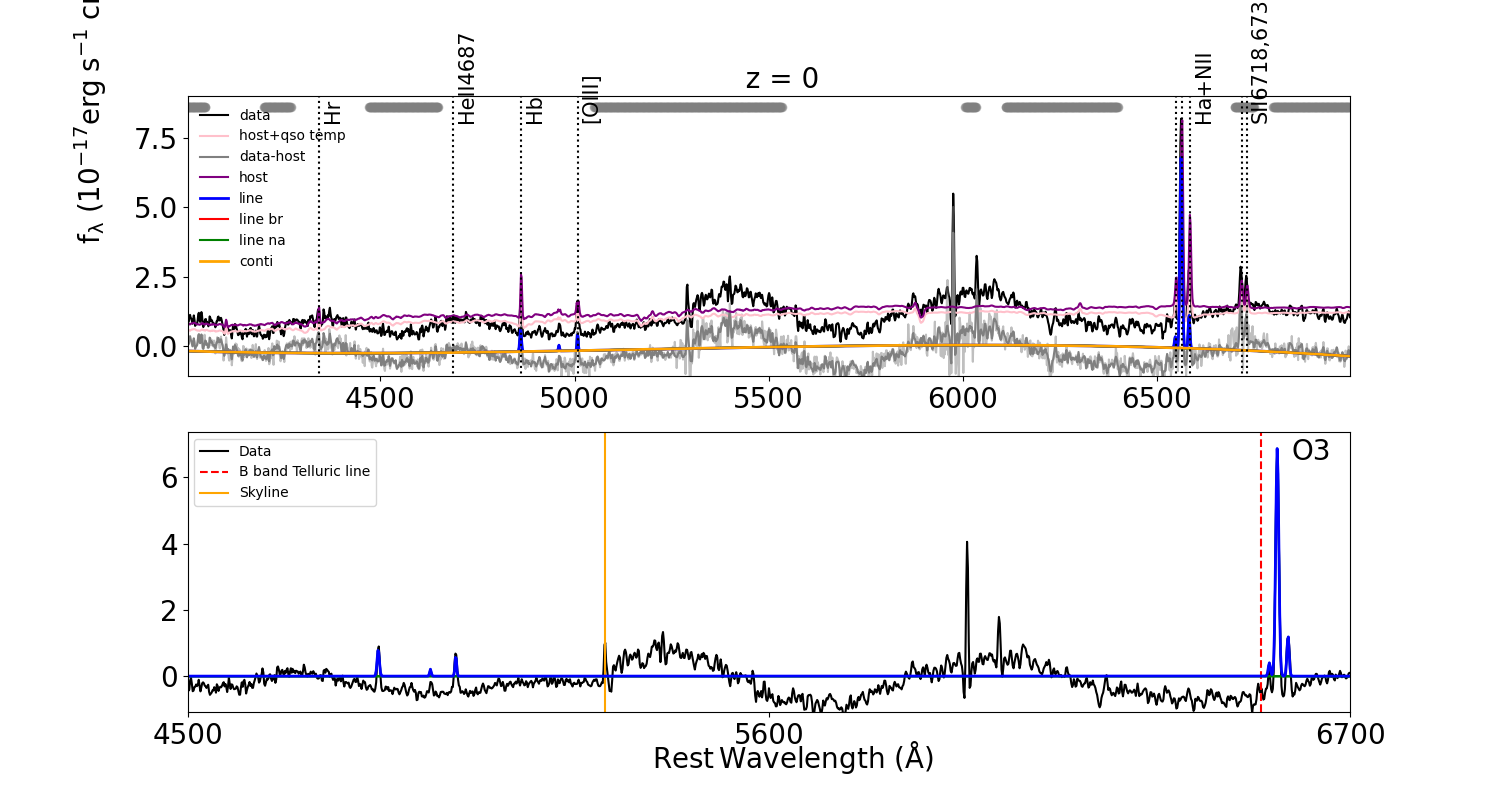 z = 0
Hγ
HeII4687
Hb
[OIII]
Ha+NII
SII6718,673
f_λ (10⁻¹⁷erg s⁻¹ c
data
host+qso temp
data-host
host
line
line br
line na
conti
7.5
5.0
2.5
0.0
4500 5000 5500 6000 6500
Data
B band Telluric line
Skyline
O3
6
4
2
0
4500 5600 6700
Rest Wavelength (Å)